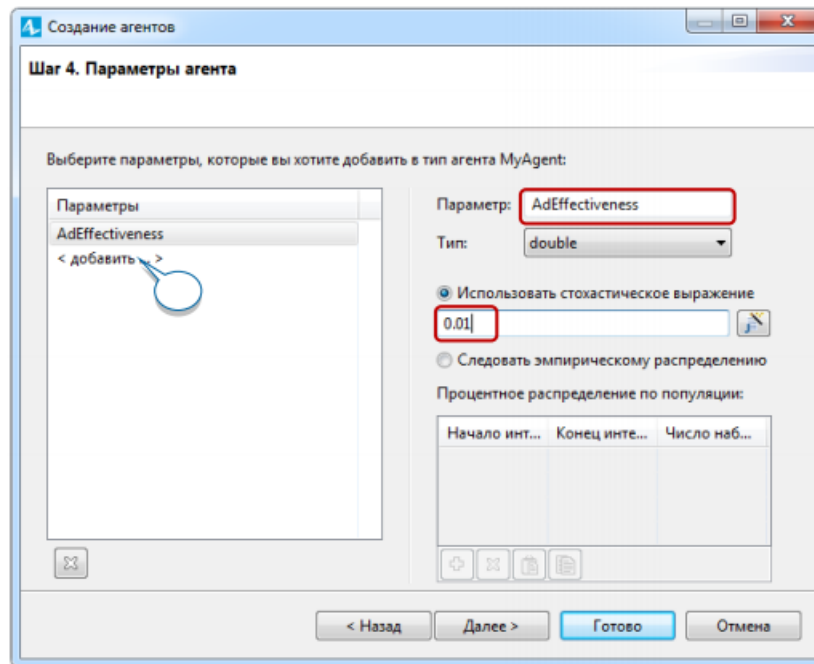 Создание агентов
Шаг 4. Параметры агента
Выберите параметры, которые вы хотите добавить в тип агента MyAgent:
Параметры
AdEffectiveness
< добавить ... >
Параметр: AdEffectiveness
Тип: double
Использовать стохастическое выражение
0.01
Следовать эмпирическому распределению
Процентное распределение по популяции:
Начало инт... Конец инте... Число наб...
< Назад Далее > Готово Отмена